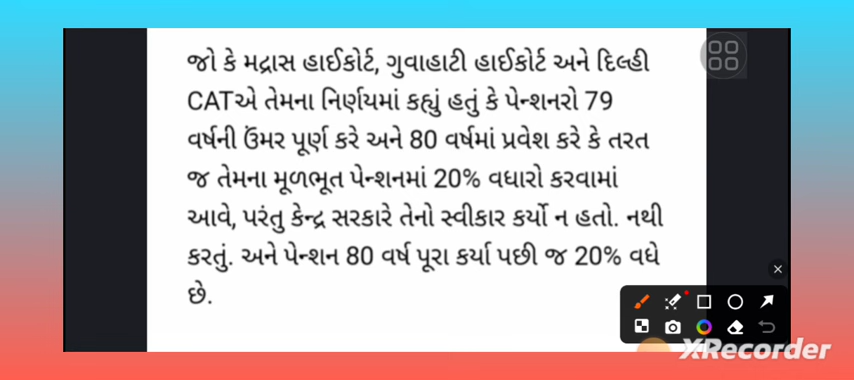 જો કે મદ્રાસ હાઈકોર્ટ, ગુવાહાટી હાઈકોર્ટ અને દિલ્હી
CATએ તેમના નિર્ણયમાં કહ્યું હતું કે પેન્શનરો 79
વર્ષની ઉંમર પૂર્ણ કરે અને 80 વર્ષમાં પ્રવેશ કરે કે તરત
જ તેમના મૂળભૂત પેન્શનમાં 20% વધારો કરવામાં
આવે, પરંતુ કેન્દ્ર સરકારે તેનો સ્વીકાર કર્યો ન હતો. નથી
કરતું. અને પેન્શન 80 વર્ષ પૂરા કર્યા પછી જ 20% વધે
છે.
XRecorder